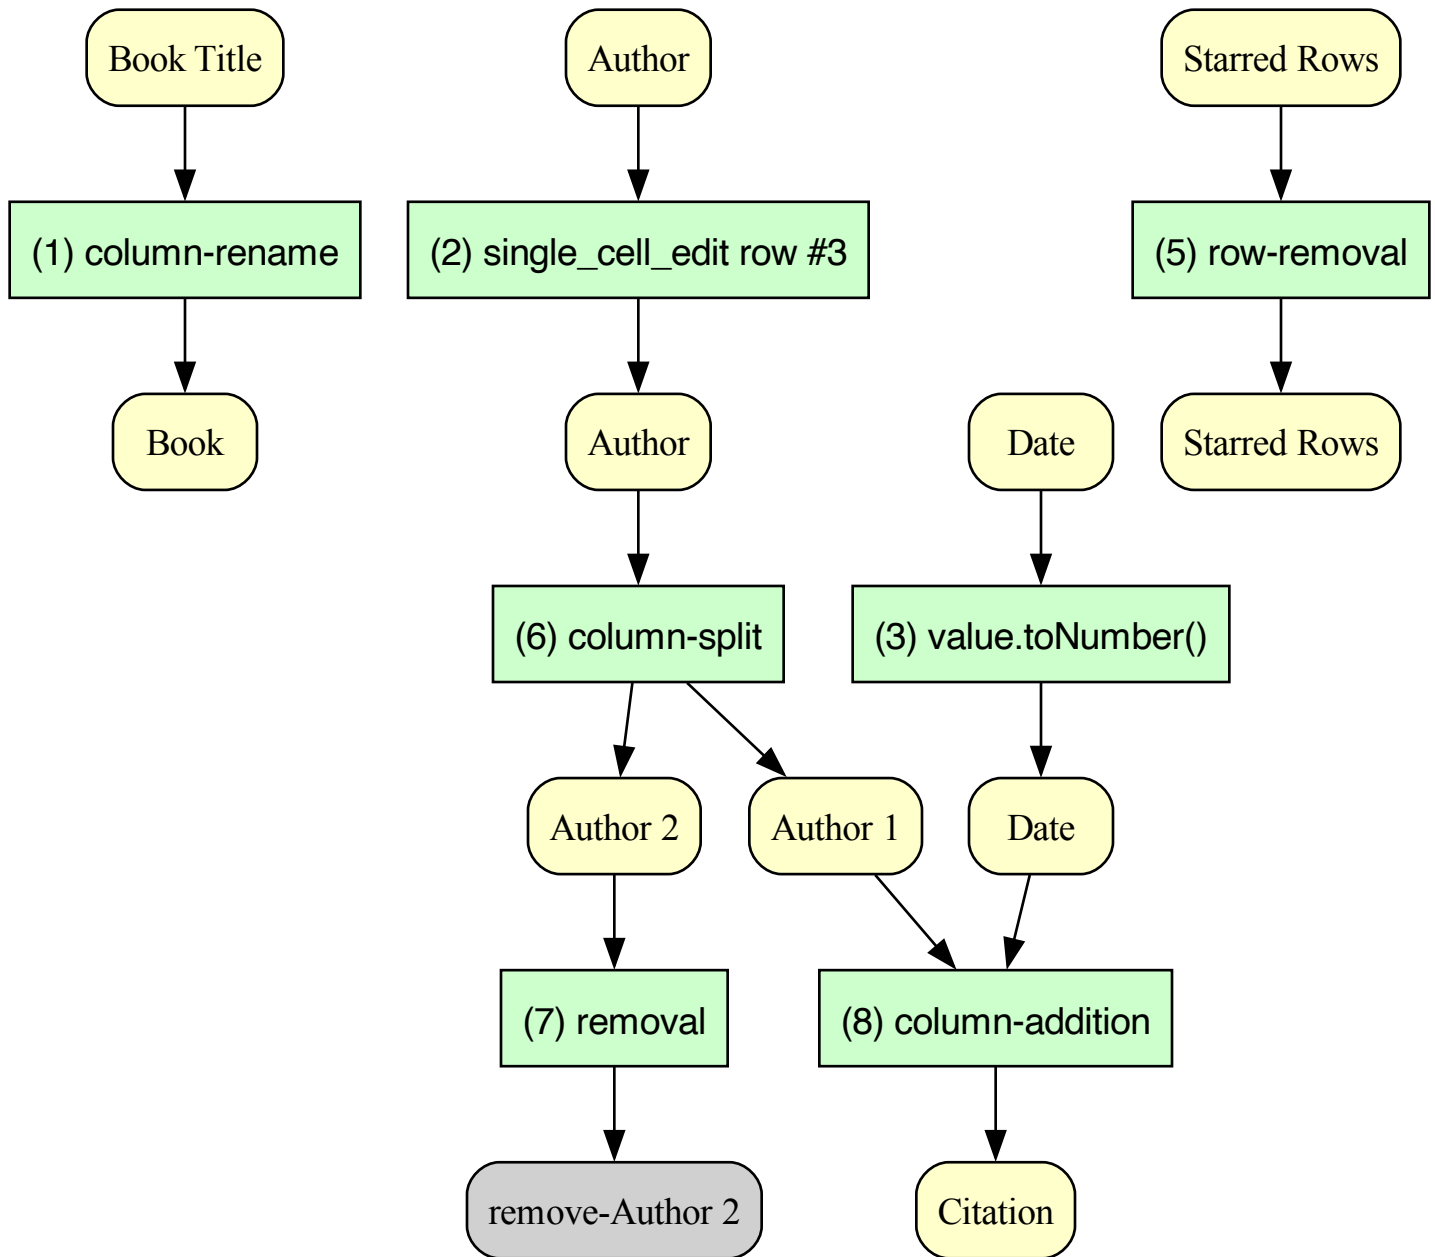 Book Title
Author
Starred Rows
(1) column-rename
(2) single_cell_edit row #3
(5) row-removal
Book
Author
Date
Starred Rows
(6) column-split
(3) value.toNumber()
Author 2
Author 1
Date
(7) removal
(8) column-addition
remove-Author 2
Citation